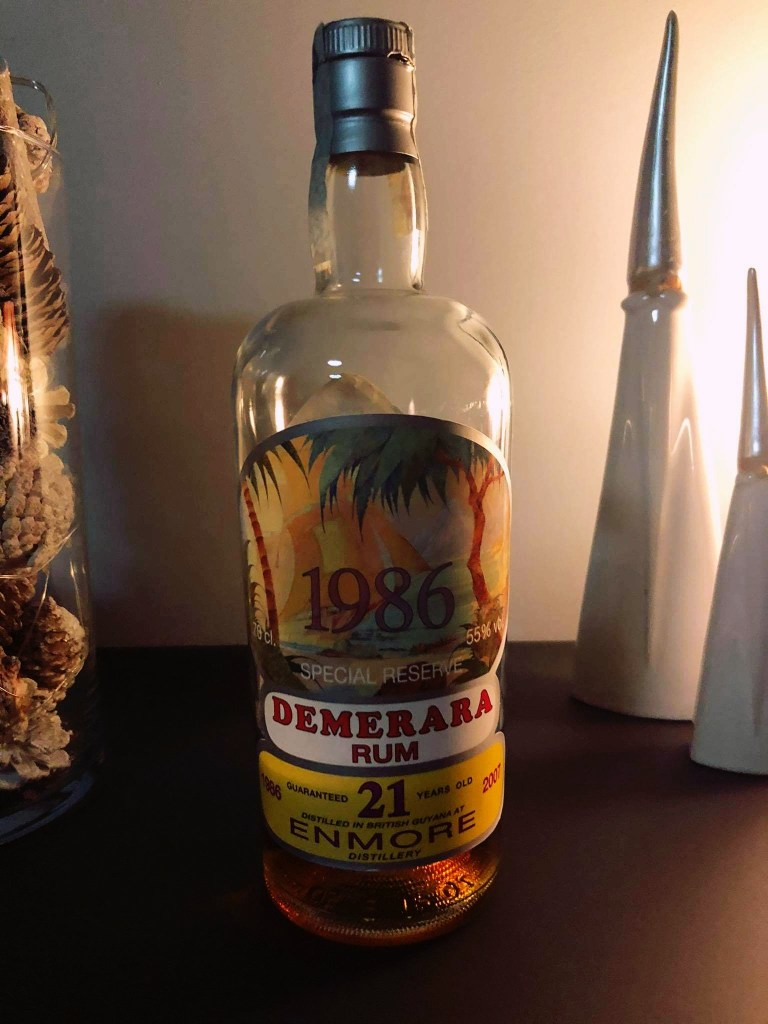 1986
70 cl. 55% vol
SPECIAL RESERVE
DEMERARA
RUM
1986 GUARANTEED 21 YEARS OLD 2007
DISTILLED IN BRITISH GUYANA AT
ENMORE
DISTILLERY